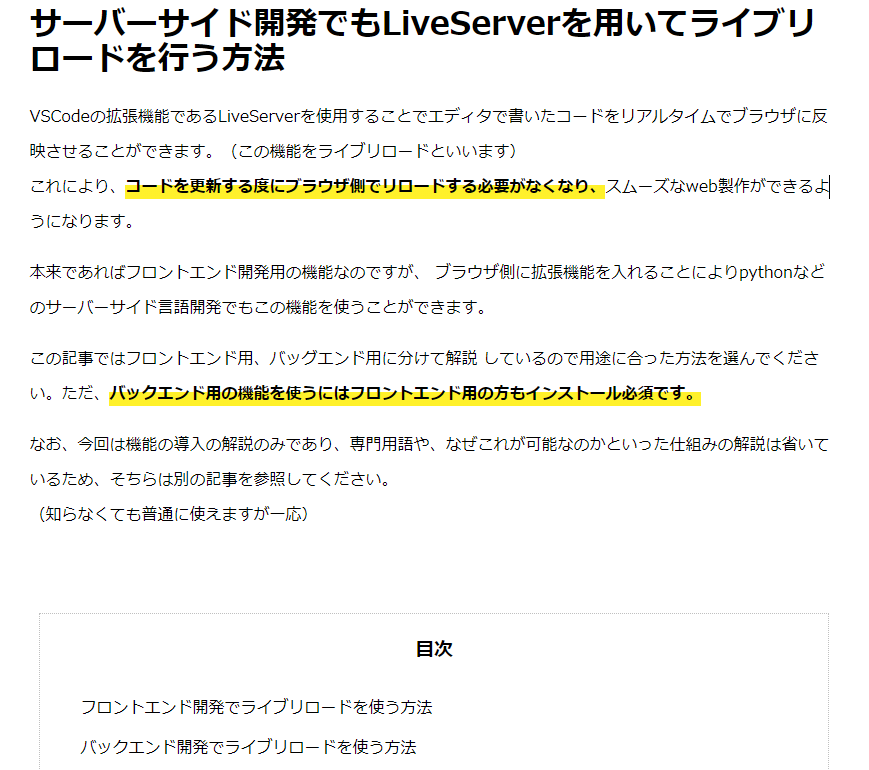 サーバーサイド開発でもLiveServerを用いてライブリ
ロードを行う方法
VSCodeの拡張機能であるLiveServerを使用することでエディタで書いたコードをリアルタイムでブラウザに反
映させることができます。（この機能をライブリロードといいます）
これにより、コードを更新する度にブラウザ側でリロードする必要がなくなり、スムーズなweb製作ができるよ
うになります。
本来であればフロントエンド開発用の機能なのですが、 ブラウザ側に拡張機能を入れることによりpythonなど
のサーバーサイド言語開発でもこの機能を使うことができます。
この記事ではフロントエンド用、バッグエンド用に分けて解説 しているので用途に合った方法を選んでくださ
い。ただ、バックエンド用の機能を使うにはフロントエンド用の方もインストール必須です。
なお、今回は機能の導入の解説のみであり、専門用語や、なぜこれが可能なのかといった仕組みの解説は省いて
いるため、そちらは別の記事を参照してください。
（知らなくても普通に使えますが一応）
目次
フロントエンド開発でライブリロードを使う方法
バックエンド開発でライブリロードを使う方法